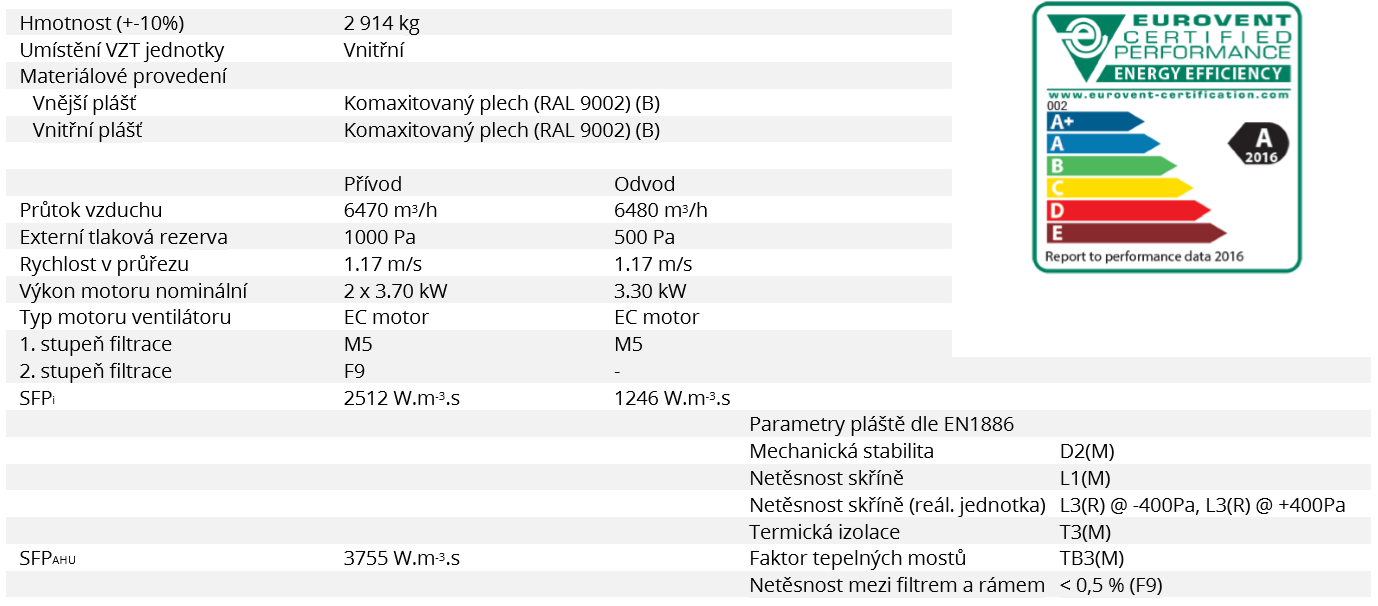 Hmotnost (+-10%) 2 914 kg
Umístění VZT jednotky Vnitřní
Materiálové provedení
Vnější plášť Komaxitovaný plech (RAL 9002) (B)
Vnitřní plášť Komaxitovaný plech (RAL 9002) (B)
EUROVENT
CERTIFIED
PERFORMANCE
ENERGY EFFICIENCY
www.eurovent-certification.com
002
A+
A
B
C
D
E
A
2016
Report to performance data 2016
Přívod Odvod
Průtok vzduchu 6470 m³/h 6480 m³/h
Externí tlaková rezerva 1000 Pa 500 Pa
Rychlost v průřezu 1.17 m/s 1.17 m/s
Výkon motoru nominální 2 x 3.70 kW 3.30 kW
Typ motoru ventilátoru EC motor EC motor
1. stupeň filtrace M5 M5
2. stupeň filtrace F9 -
SFPi 2512 W.m-3.s 1246 W.m-3.s
Parametry pláště dle EN1886
Mechanická stabilita D2(M)
Netěsnost skříně L1(M)
Netěsnost skříně (reál. jednotka) L3(R) @ -400Pa, L3(R) @ +400Pa
Termická izolace T3(M)
SFPAHU 3755 W.m-3.s Faktor tepelných mostů TB3(M)
Netěsnost mezi filtrem a rámem < 0,5 % (F9)